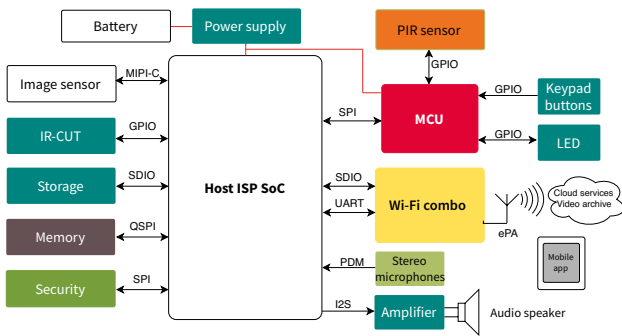 Battery
Power supply
PIR sensor
GPIO
Image sensor
MIPI-C
Keypad
buttons
GPIO
SPI
MCU
IR-CUT
GPIO
GPIO
LED
Host ISP SoC
Storage
SDIO
SDIO
UART
Wi-Fi combo
Cloud services
Video archive
ePA
Memory
QSPI
Mobile
app
PDM
Stereo
microphones
Security
SPI
I2S
Amplifier
Audio speaker